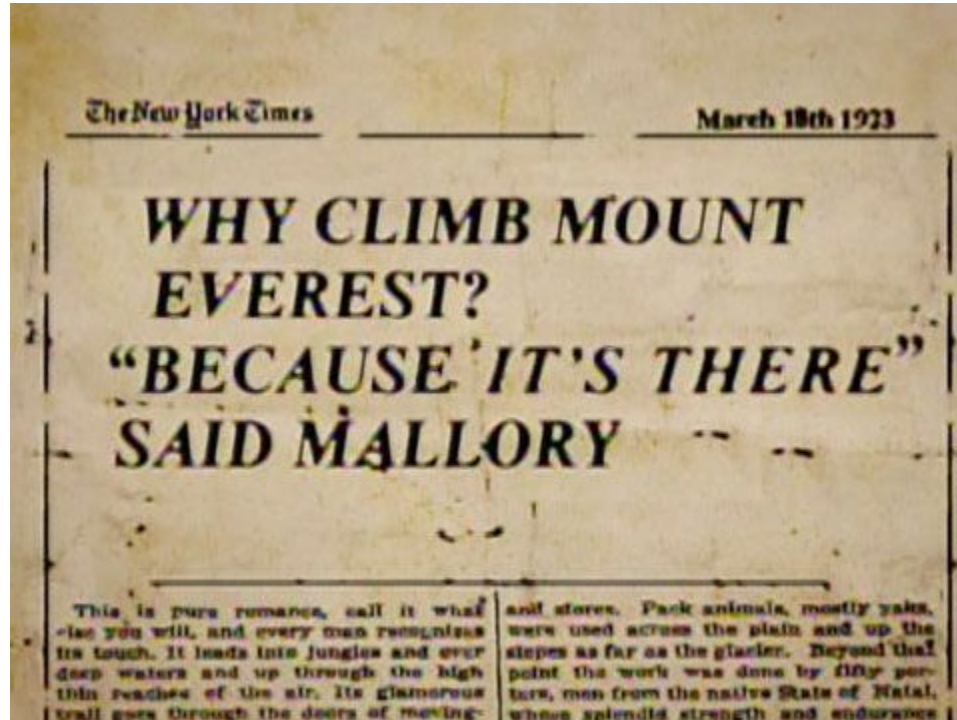 The New York Times
March 18th 1923
WHY CLIMB MOUNT
EVEREST?
“BECAUSE IT'S THERE”
SAID MALLORY
This is pure romance, call it what
else you will, and every man recognizes
its touch. It leads into jungles and over
deep waters and up through the high
thin reaches of the air. Its glamorous
trail goes through the doors of moving-
and stores. Pack animals, mostly yaks,
were used across the plain and up the
slopes as far as the glacier. Beyond that
point the work was done by fifty por-
ters, men from the native State of
whose splendid strength and endurance